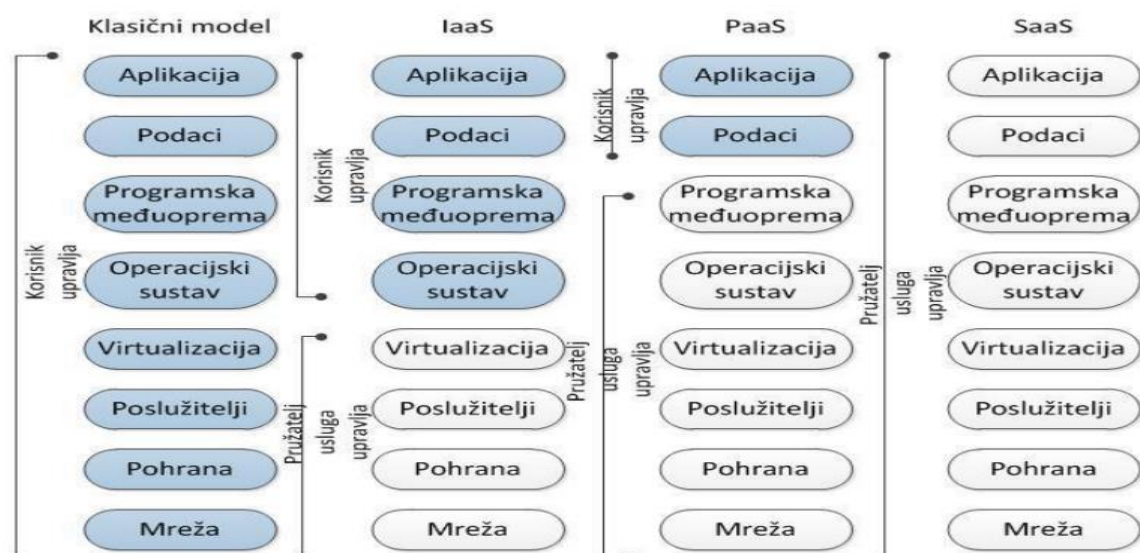 Klasični model
IaaS
PaaS
SaaS
Korisnik
upravlja
Aplikacija
Podaci
Programska
međuoprema
Operacijski
sustav
Virtualizacija
Poslužitelji
Pohrana
Mreža
Korisnik
upravlja
Pružatelj
usluga
upravlja
Aplikacija
Podaci
Programska
međuoprema
Operacijski
sustav
Virtualizacija
Poslužitelji
Pohrana
Mreža
Korisnik
upravlja
Pružatelj
usluga
upravlja
Aplikacija
Podaci
Programska
međuoprema
Operacijski
sustav
Virtualizacija
Poslužitelji
Pohrana
Mreža
Pružatelj
usluga
upravlja
Aplikacija
Podaci
Programska
međuoprema
Operacijski
sustav
Virtualizacija
Poslužitelji
Pohrana
Mreža